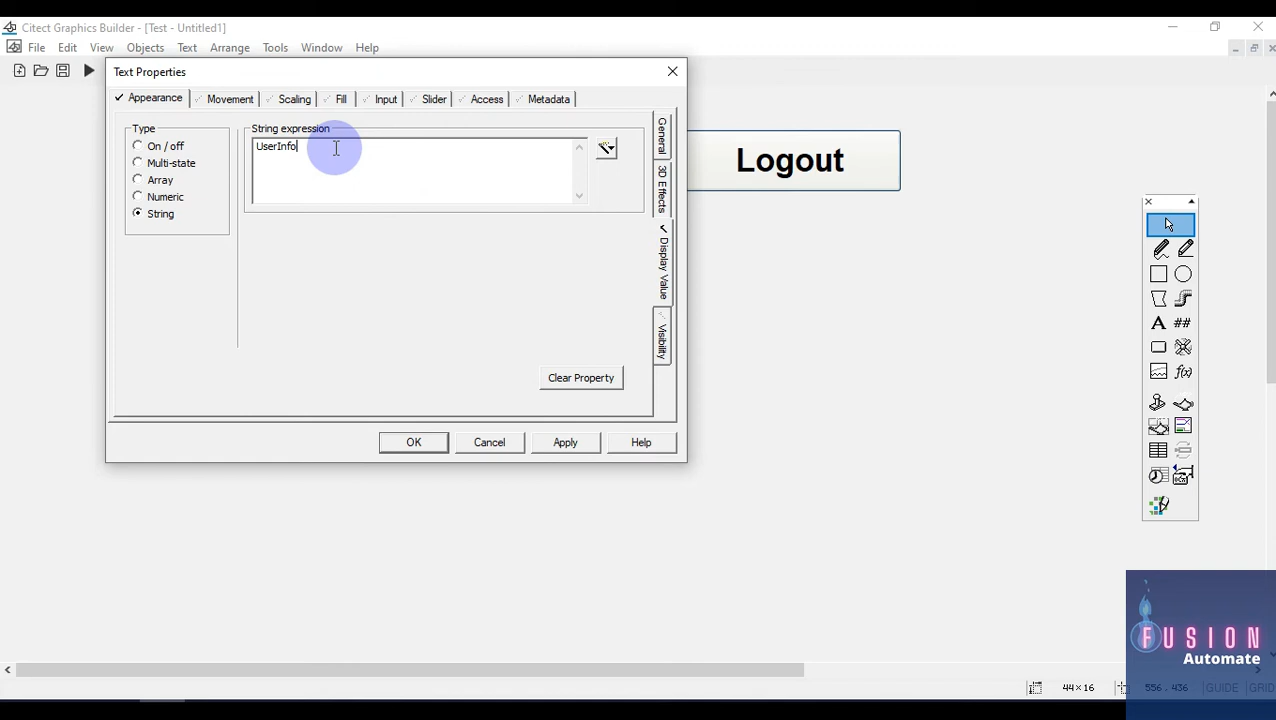 Citect Graphics Builder - [Test - Untitled1]
File Edit View Objects Text Arrange Tools Window Help
Text Properties
Appearance Movement Scaling Fill Input Slider Access Metadata
Type
On / off
Multi-state
Array
Numeric
String
String expression
UserInfo
General
3D Effects
Display Value
Visibility
Clear Property
OK Cancel Apply Help
Logout
A ##
f(x)
FUSION
Automate
44×16 556 , 436 GUIDE GRID